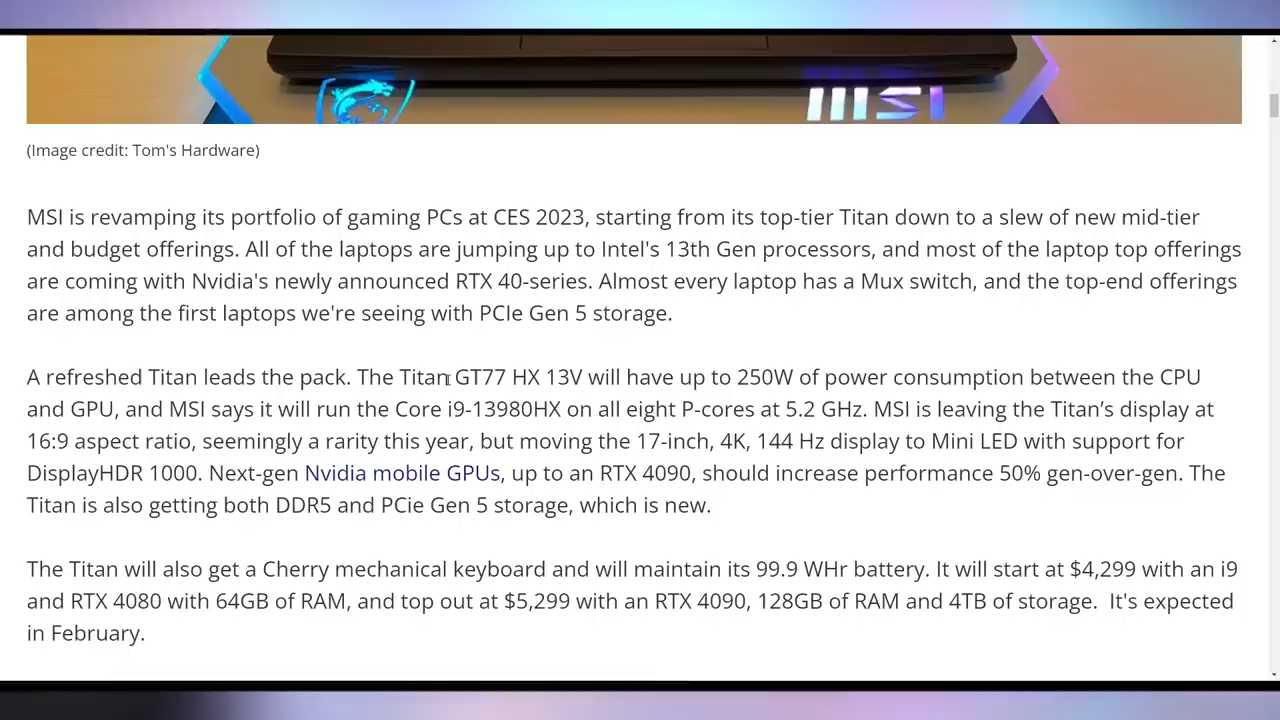 msi
(Image credit: Tom's Hardware)
MSI is revamping its portfolio of gaming PCs at CES 2023, starting from its top-tier Titan down to a slew of new mid-tier
and budget offerings. All of the laptops are jumping up to Intel's 13th Gen processors, and most of the laptop top offerings
are coming with Nvidia's newly announced RTX 40-series. Almost every laptop has a Mux switch, and the top-end offerings
are among the first laptops we're seeing with PCIe Gen 5 storage.
A refreshed Titan leads the pack. The Titan GT77 HX 13V will have up to 250W of power consumption between the CPU
and GPU, and MSI says it will run the Core i9-13980HX on all eight P-cores at 5.2 GHz. MSI is leaving the Titan’s display at
16:9 aspect ratio, seemingly a rarity this year, but moving the 17-inch, 4K, 144 Hz display to Mini LED with support for
DisplayHDR 1000. Next-gen Nvidia mobile GPUs, up to an RTX 4090, should increase performance 50% gen-over-gen. The
Titan is also getting both DDR5 and PCie Gen 5 storage, which is new.
The Titan will also get a Cherry mechanical keyboard and will maintain its 99.9 WHr battery. It will start at $4,299 with an i9
and RTX 4080 with 64GB of RAM, and top out at $5,299 with an RTX 4090, 128GB of RAM and 4TB of storage.  It's expected
in February.